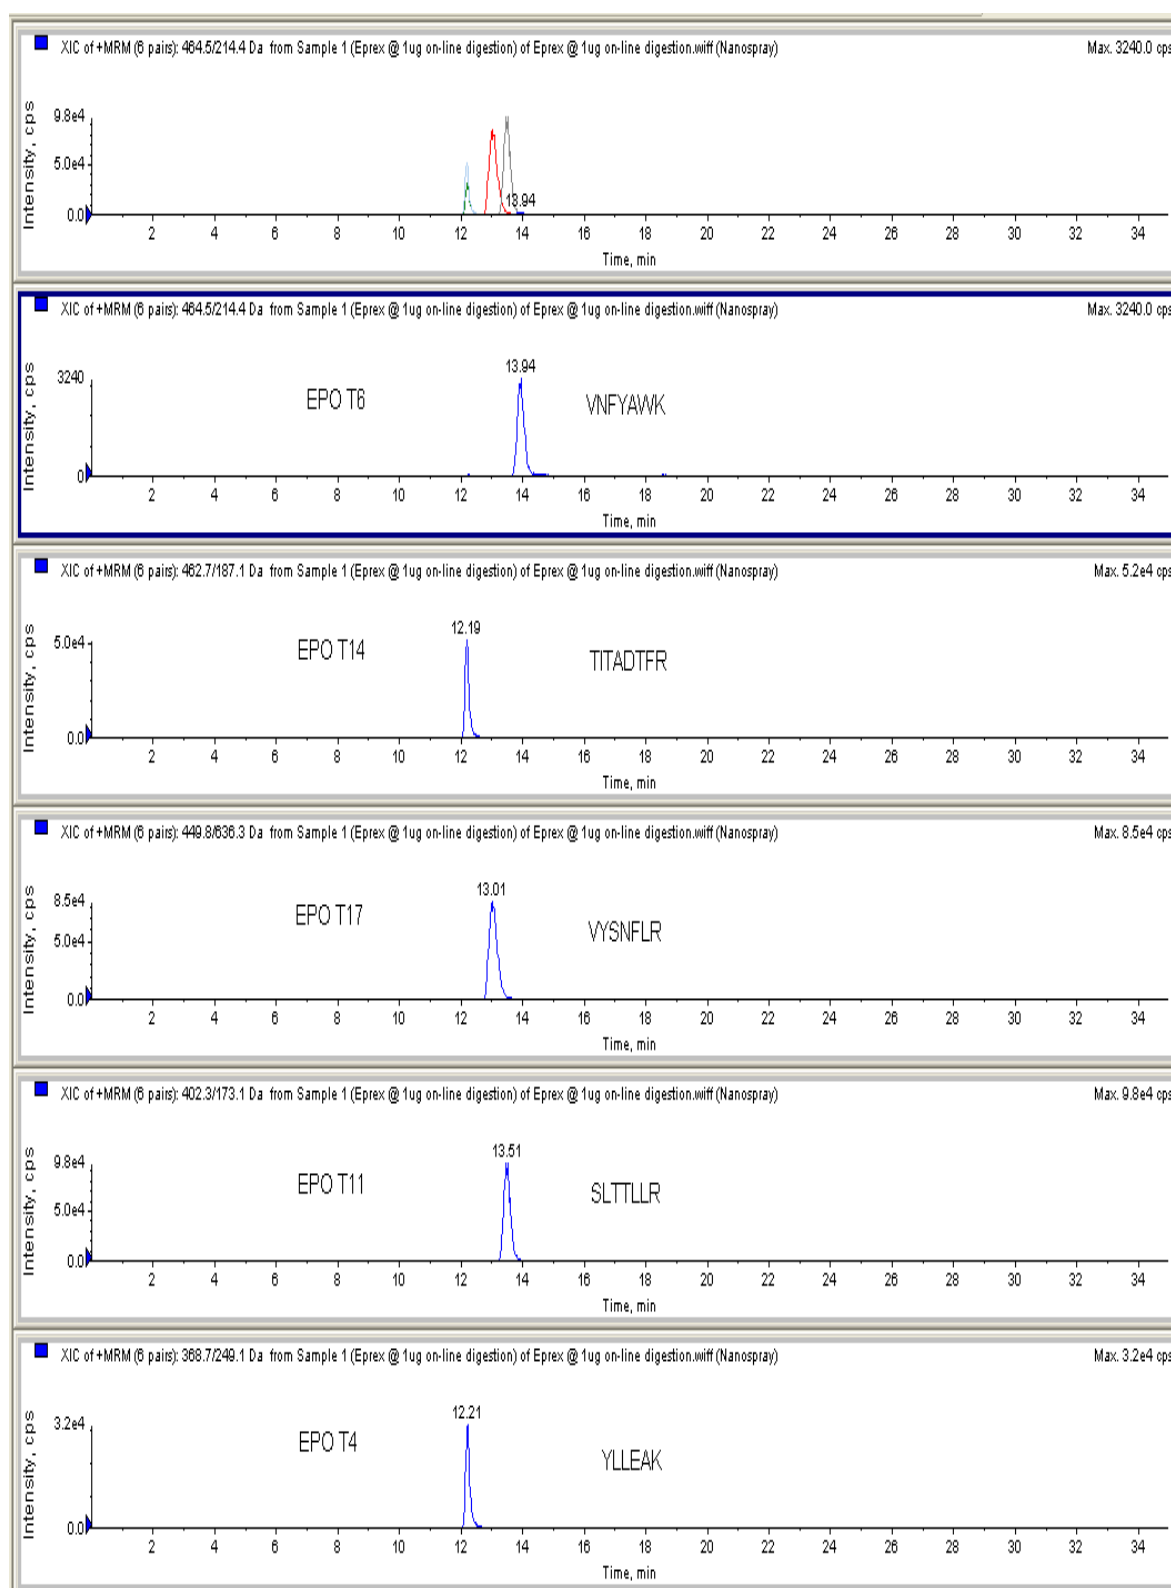 XIC of +MRM (6 pairs): 464.5/214.4 Da from Sample 1 (Eprex @ 1ug on-line digestion) of Eprex @ 1ug on-line digestion.wiff (Nanospray) Max. 3240.0 cps
Intensity, cps
9.8e4
5.0e4
0.0
13.94
2 4 6 8 10 12 14 16 18 20 22 24 26 28 30 32 34
Time, min
XIC of +MRM (6 pairs): 464.5/214.4 Da from Sample 1 (Eprex @ 1ug on-line digestion) of Eprex @ 1ug on-line digestion.wiff (Nanospray) Max. 3240.0 cps
Intensity, cps
13.94
3240
EPO T6 VNFYAWK
0
2 4 6 8 10 12 14 16 18 20 22 24 26 28 30 32 34
Time, min
XIC of +MRM (6 pairs): 462.7/187.1 Da from Sample 1 (Eprex @ 1ug on-line digestion) of Eprex @ 1ug on-line digestion.wiff (Nanospray) Max. 5.2e4 cps
Intensity, cps
12.19
5.0e4
EPO T14 TITADTFR
0.0
2 4 6 8 10 12 14 16 18 20 22 24 26 28 30 32 34
Time, min
XIC of +MRM (6 pairs): 449.8/636.3 Da from Sample 1 (Eprex @ 1ug on-line digestion) of Eprex @ 1ug on-line digestion.wiff (Nanospray) Max. 8.5e4 cps
Intensity, cps
13.01
8.5e4
EPO T17 VYSNFLR
5.0e4
0.0
2 4 6 8 10 12 14 16 18 20 22 24 26 28 30 32 34
Time, min
XIC of +MRM (6 pairs): 402.3/173.1 Da from Sample 1 (Eprex @ 1ug on-line digestion) of Eprex @ 1ug on-line digestion.wiff (Nanospray) Max. 9.8e4 cps
Intensity, cps
13.51
9.8e4
EPO T11 SLTTLLR
5.0e4
0.0
2 4 6 8 10 12 14 16 18 20 22 24 26 28 30 32 34
Time, min
XIC of +MRM (6 pairs): 368.7/249.1 Da from Sample 1 (Eprex @ 1ug on-line digestion) of Eprex @ 1ug on-line digestion.wiff (Nanospray) Max. 3.2e4 cps
Intensity, cps
12.21
3.2e4
EPO T4 YLLEAK
0.0
2 4 6 8 10 12 14 16 18 20 22 24 26 28 30 32 34
Time, min